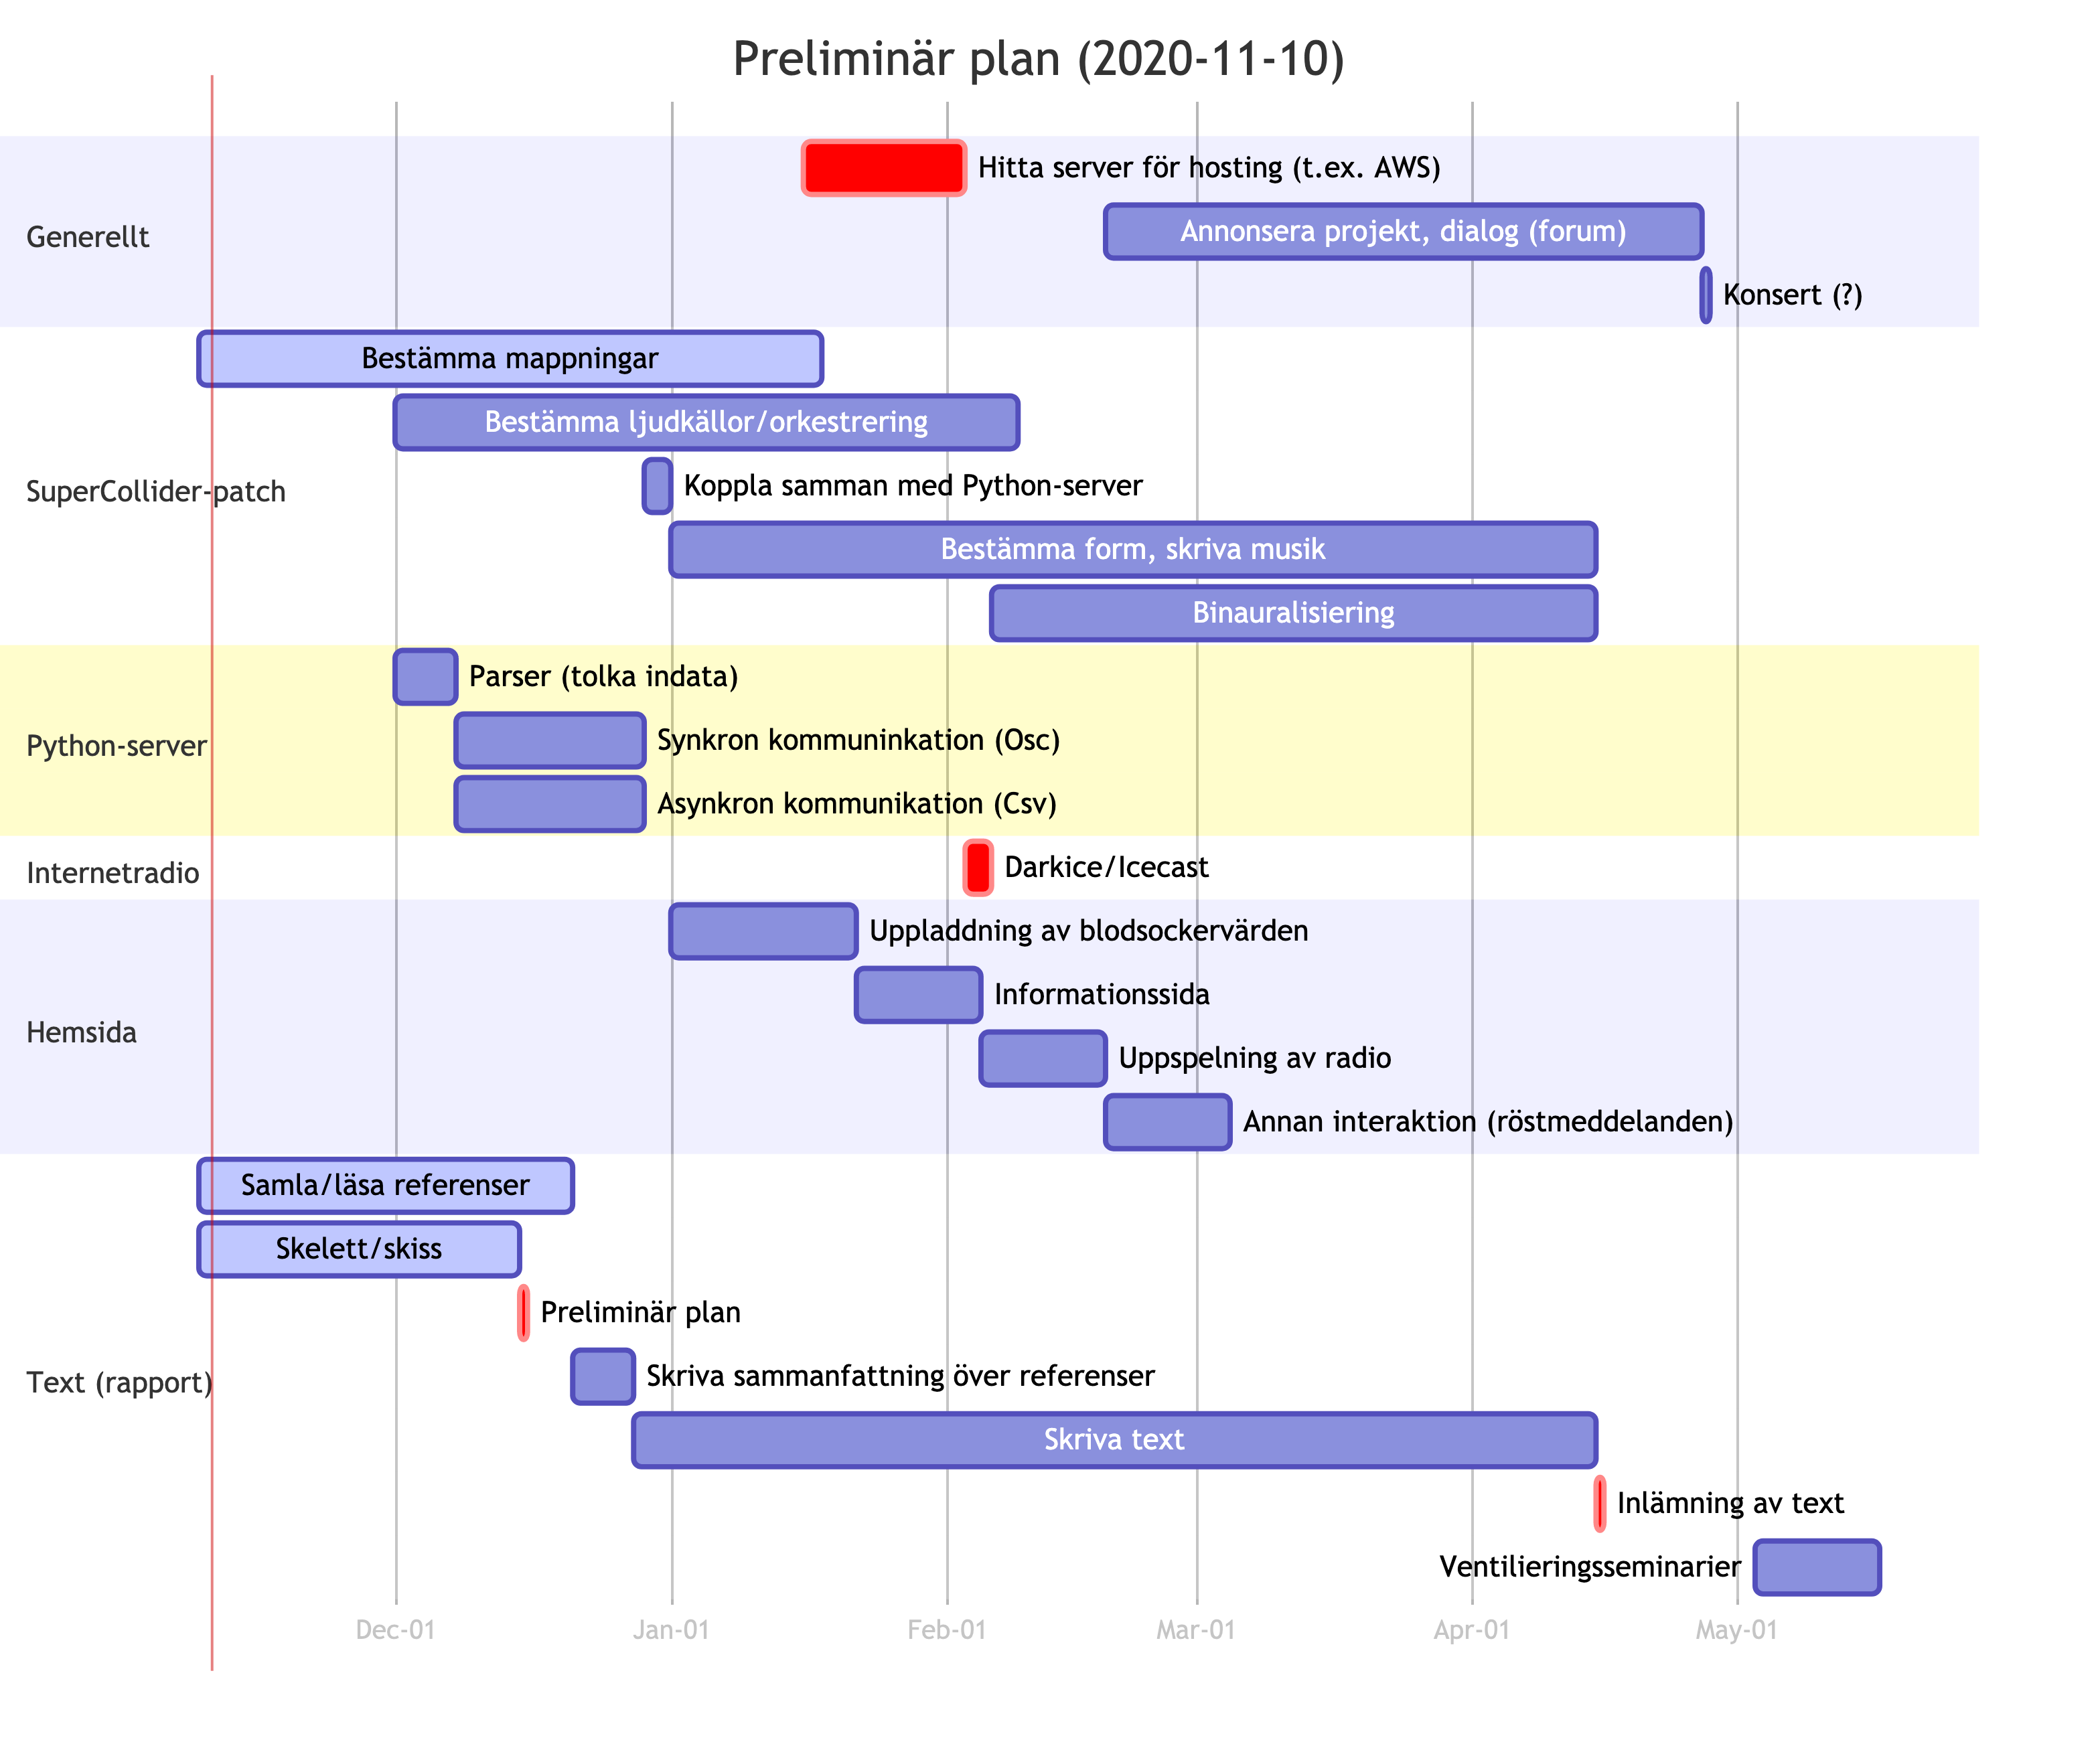 Preliminär plan (2020-11-10)
Generellt
Hitta server för hosting (t.ex. AWS)
Annonsera projekt, dialog (forum)
Konsert (?)
SuperCollider-patch
Bestämma mappningar
Bestämma ljudkällor/orkestrering
Koppla samman med Python-server
Bestämma form, skriva musik
Binauralisiering
Python-server
Parser (tolka indata)
Synkron kommuninkation (Osc)
Asynkron kommunikation (Csv)
Internetradio
Darkice/Icecast
Hemsida
Uppladdning av blodsockervärden
Informationssida
Uppspelning av radio
Annan interaktion (röstmeddelanden)
Text (rapport)
Samla/läsa referenser
Skelett/skiss
Preliminär plan
Skriva sammanfattning över referenser
Skriva text
Inlämning av text
Ventilieringsseminarier
Dec-01
Jan-01
Feb-01
Mar-01
Apr-01
May-01